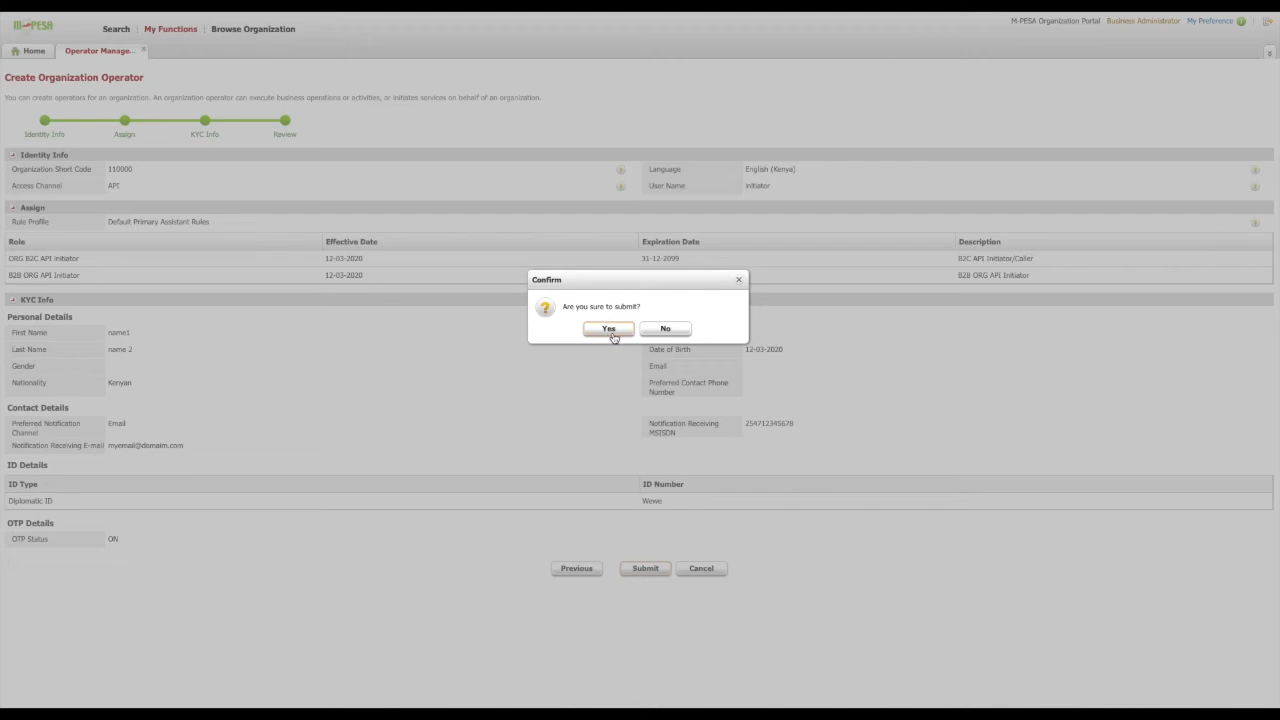 M-PESA
Search My Functions Browse Organization
M-PESA Organization Portal Business Administrator My Preference
Home Operator Manage...
Create Organization Operator
You can create operators for an organization. An organization operator can execute business operations or activities, or initiates services on behalf of an organization.
Identity Info Assign KYC Info Review
Identity Info
Organization Short Code 110000 Language English (Kenya)
Access Channel API User Name initiator
Assign
Rule Profile Default Primary Assistant Rules
Role Effective Date Expiration Date Description
ORG B2C API initiator 12-03-2020 31-12-2099 B2C API Initiator/Caller
B2B ORG API Initiator 12-03-2020 B2B ORG API Initiator
Confirm
Are you sure to submit?
Yes No
KYC Info
Personal Details
First Name name1
Last Name name 2 Date of Birth 12-03-2020
Gender Email
Nationality Kenyan Preferred Contact Phone
Number
Contact Details
Preferred Notification Email Notification Receiving 254712345678
Channel MSISDN
Notification Receiving E-mail myemail@domaim.com
ID Details
ID Type ID Number
Diplomatic ID Wewe
OTP Details
OTP Status ON
Previous Submit Cancel